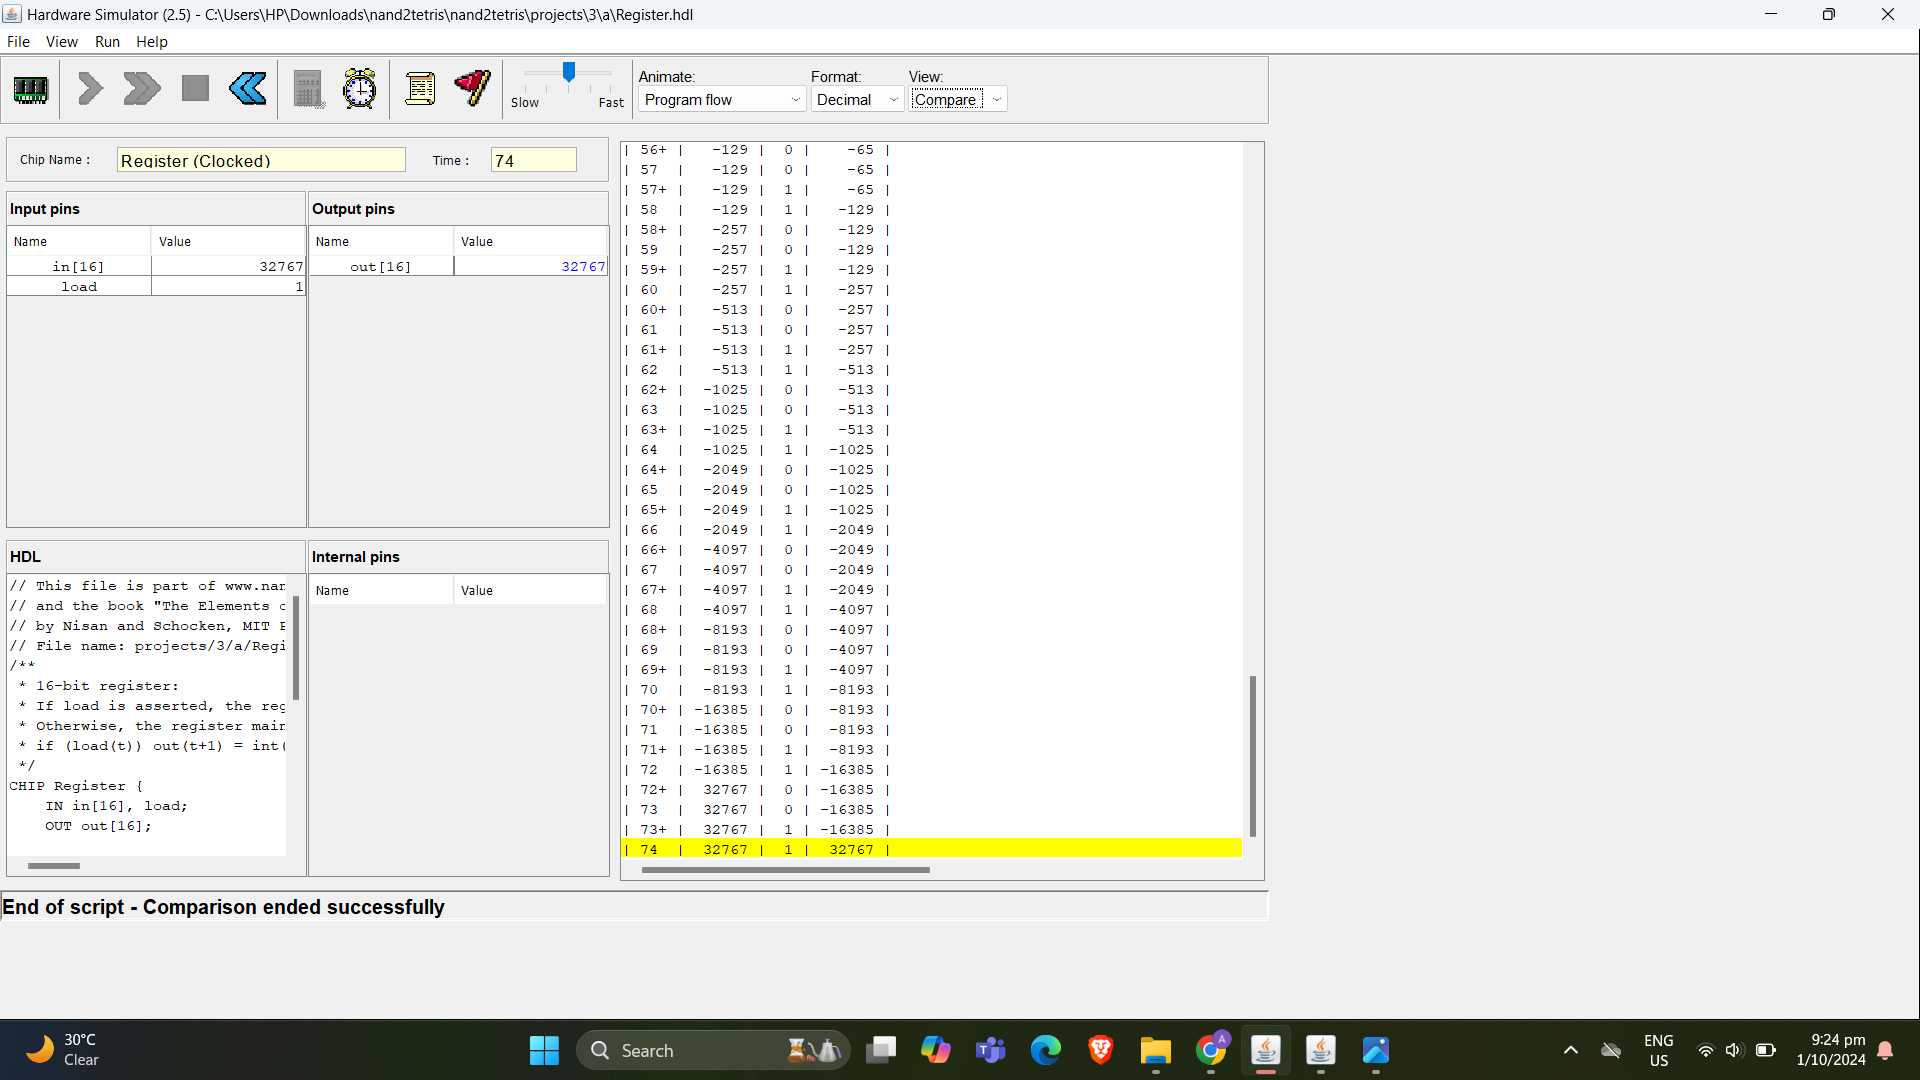 Hardware Simulator (2.5) - C:\Users\HP\Downloads\nand2tetris\nand2tetris\projects\3\a\Register.hdl
File View Run Help
Slow Fast
Animate: Format: View:
Program flow Decimal Compare
Chip Name : Register (Clocked) Time : 74
Input pins
Name Value
in[16] 32767
load 1
Output pins
Name Value
out[16] 32767
HDL
// This file is part of www.nan
// and the book "The Elements o
// by Nisan and Schocken, MIT P
// File name: projects/3/a/Regi
/**
* 16-bit register:
* If load is asserted, the reg
* Otherwise, the register main
* if (load(t)) out(t+1) = int(
*/
CHIP Register {
IN in[16], load;
OUT out[16];
Internal pins
Name Value
| 56+ | -129 | 0 | -65 |
| 57 | -129 | 0 | -65 |
| 57+ | -129 | 1 | -65 |
| 58 | -129 | 1 | -129 |
| 58+ | -257 | 0 | -129 |
| 59 | -257 | 0 | -129 |
| 59+ | -257 | 1 | -129 |
| 60 | -257 | 1 | -257 |
| 60+ | -513 | 0 | -257 |
| 61 | -513 | 0 | -257 |
| 61+ | -513 | 1 | -257 |
| 62 | -513 | 1 | -513 |
| 62+ | -1025 | 0 | -513 |
| 63 | -1025 | 0 | -513 |
| 63+ | -1025 | 1 | -513 |
| 64 | -1025 | 1 | -1025 |
| 64+ | -2049 | 0 | -1025 |
| 65 | -2049 | 0 | -1025 |
| 65+ | -2049 | 1 | -1025 |
| 66 | -2049 | 1 | -2049 |
| 66+ | -4097 | 0 | -2049 |
| 67 | -4097 | 0 | -2049 |
| 67+ | -4097 | 1 | -2049 |
| 68 | -4097 | 1 | -4097 |
| 68+ | -8193 | 0 | -4097 |
| 69 | -8193 | 0 | -4097 |
| 69+ | -8193 | 1 | -4097 |
| 70 | -8193 | 1 | -8193 |
| 70+ | -16385 | 0 | -8193 |
| 71 | -16385 | 0 | -8193 |
| 71+ | -16385 | 1 | -8193 |
| 72 | -16385 | 1 | -16385 |
| 72+ | 32767 | 0 | -16385 |
| 73 | 32767 | 0 | -16385 |
| 73+ | 32767 | 1 | -16385 |
| 74 | 32767 | 1 | 32767 |
End of script - Comparison ended successfully
30°C
Clear
Search
ENG
US
9:24 pm
1/10/2024